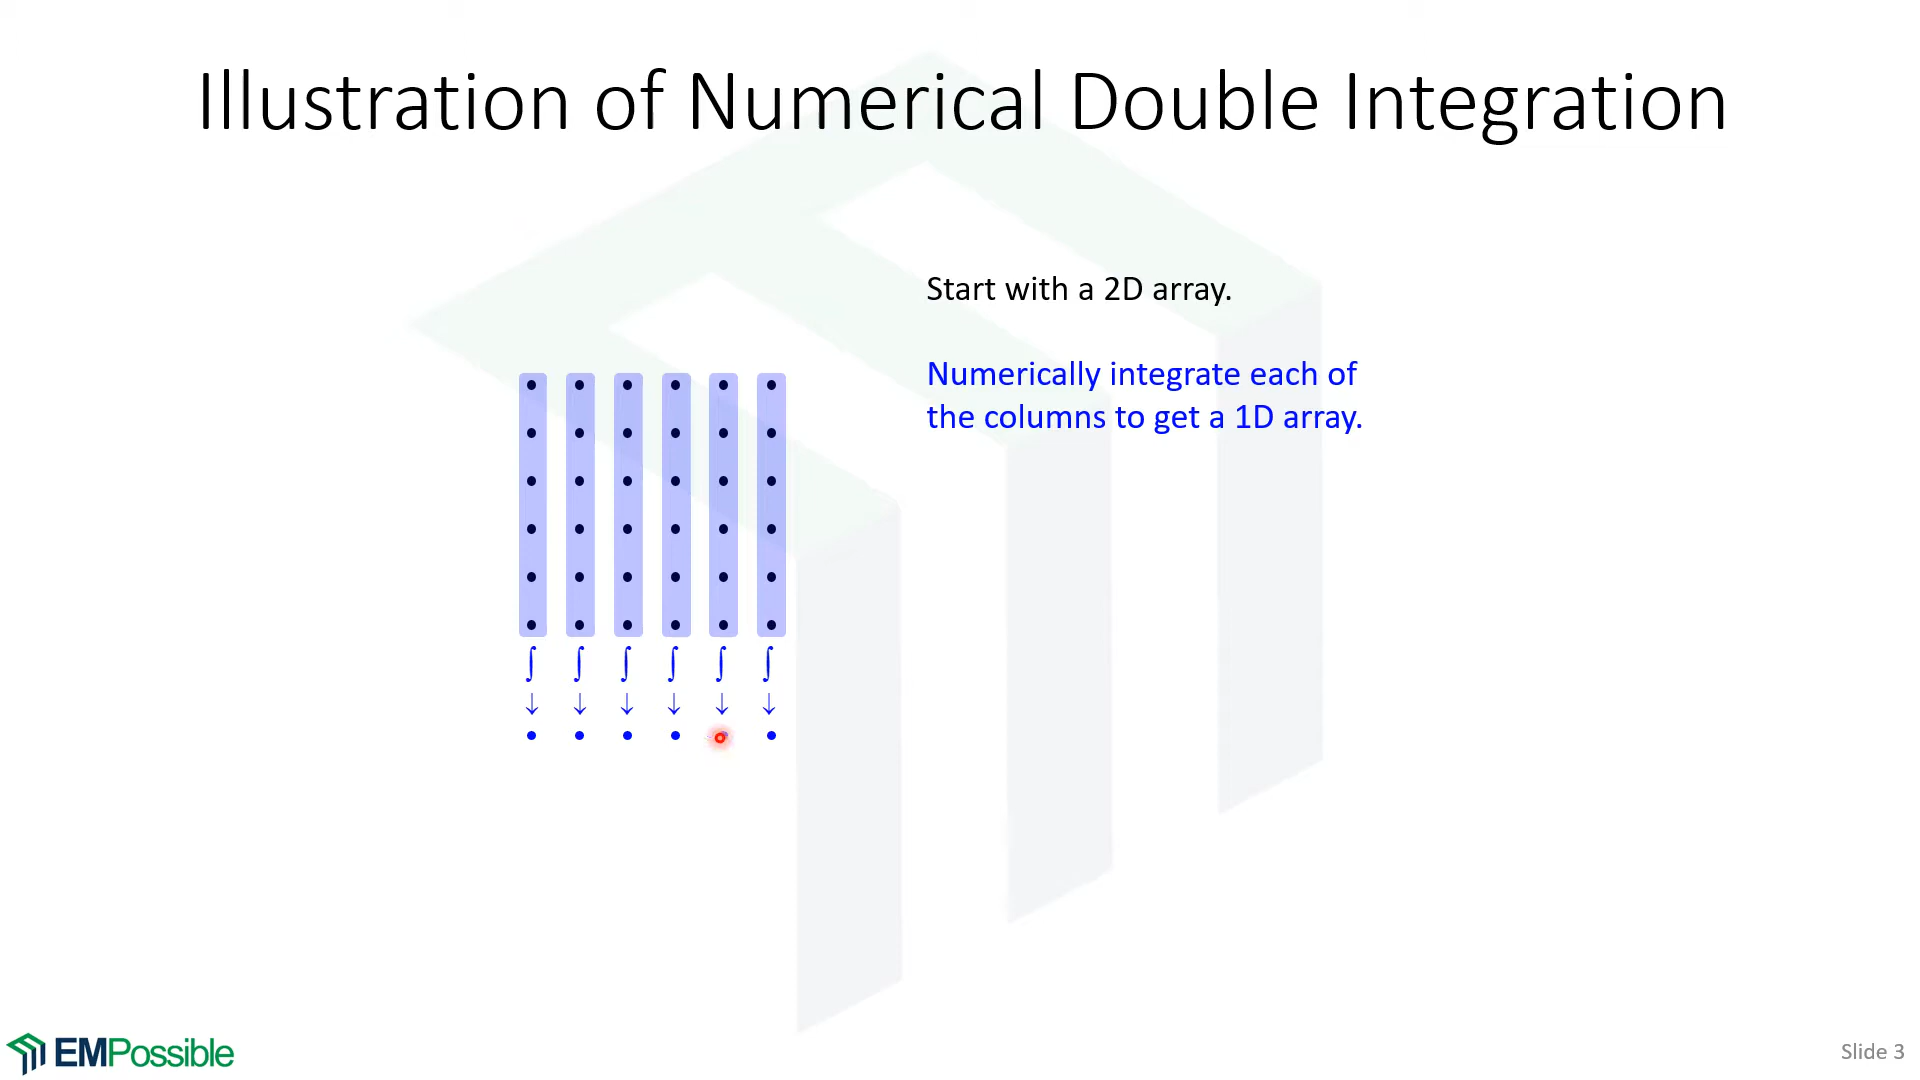 Illustration of Numerical Double Integration
Start with a 2D array.
Numerically integrate each of
the columns to get a 1D array.
∫ ∫ ∫ ∫ ∫ ∫
↓ ↓ ↓ ↓ ↓ ↓
EMPossible
Slide 3